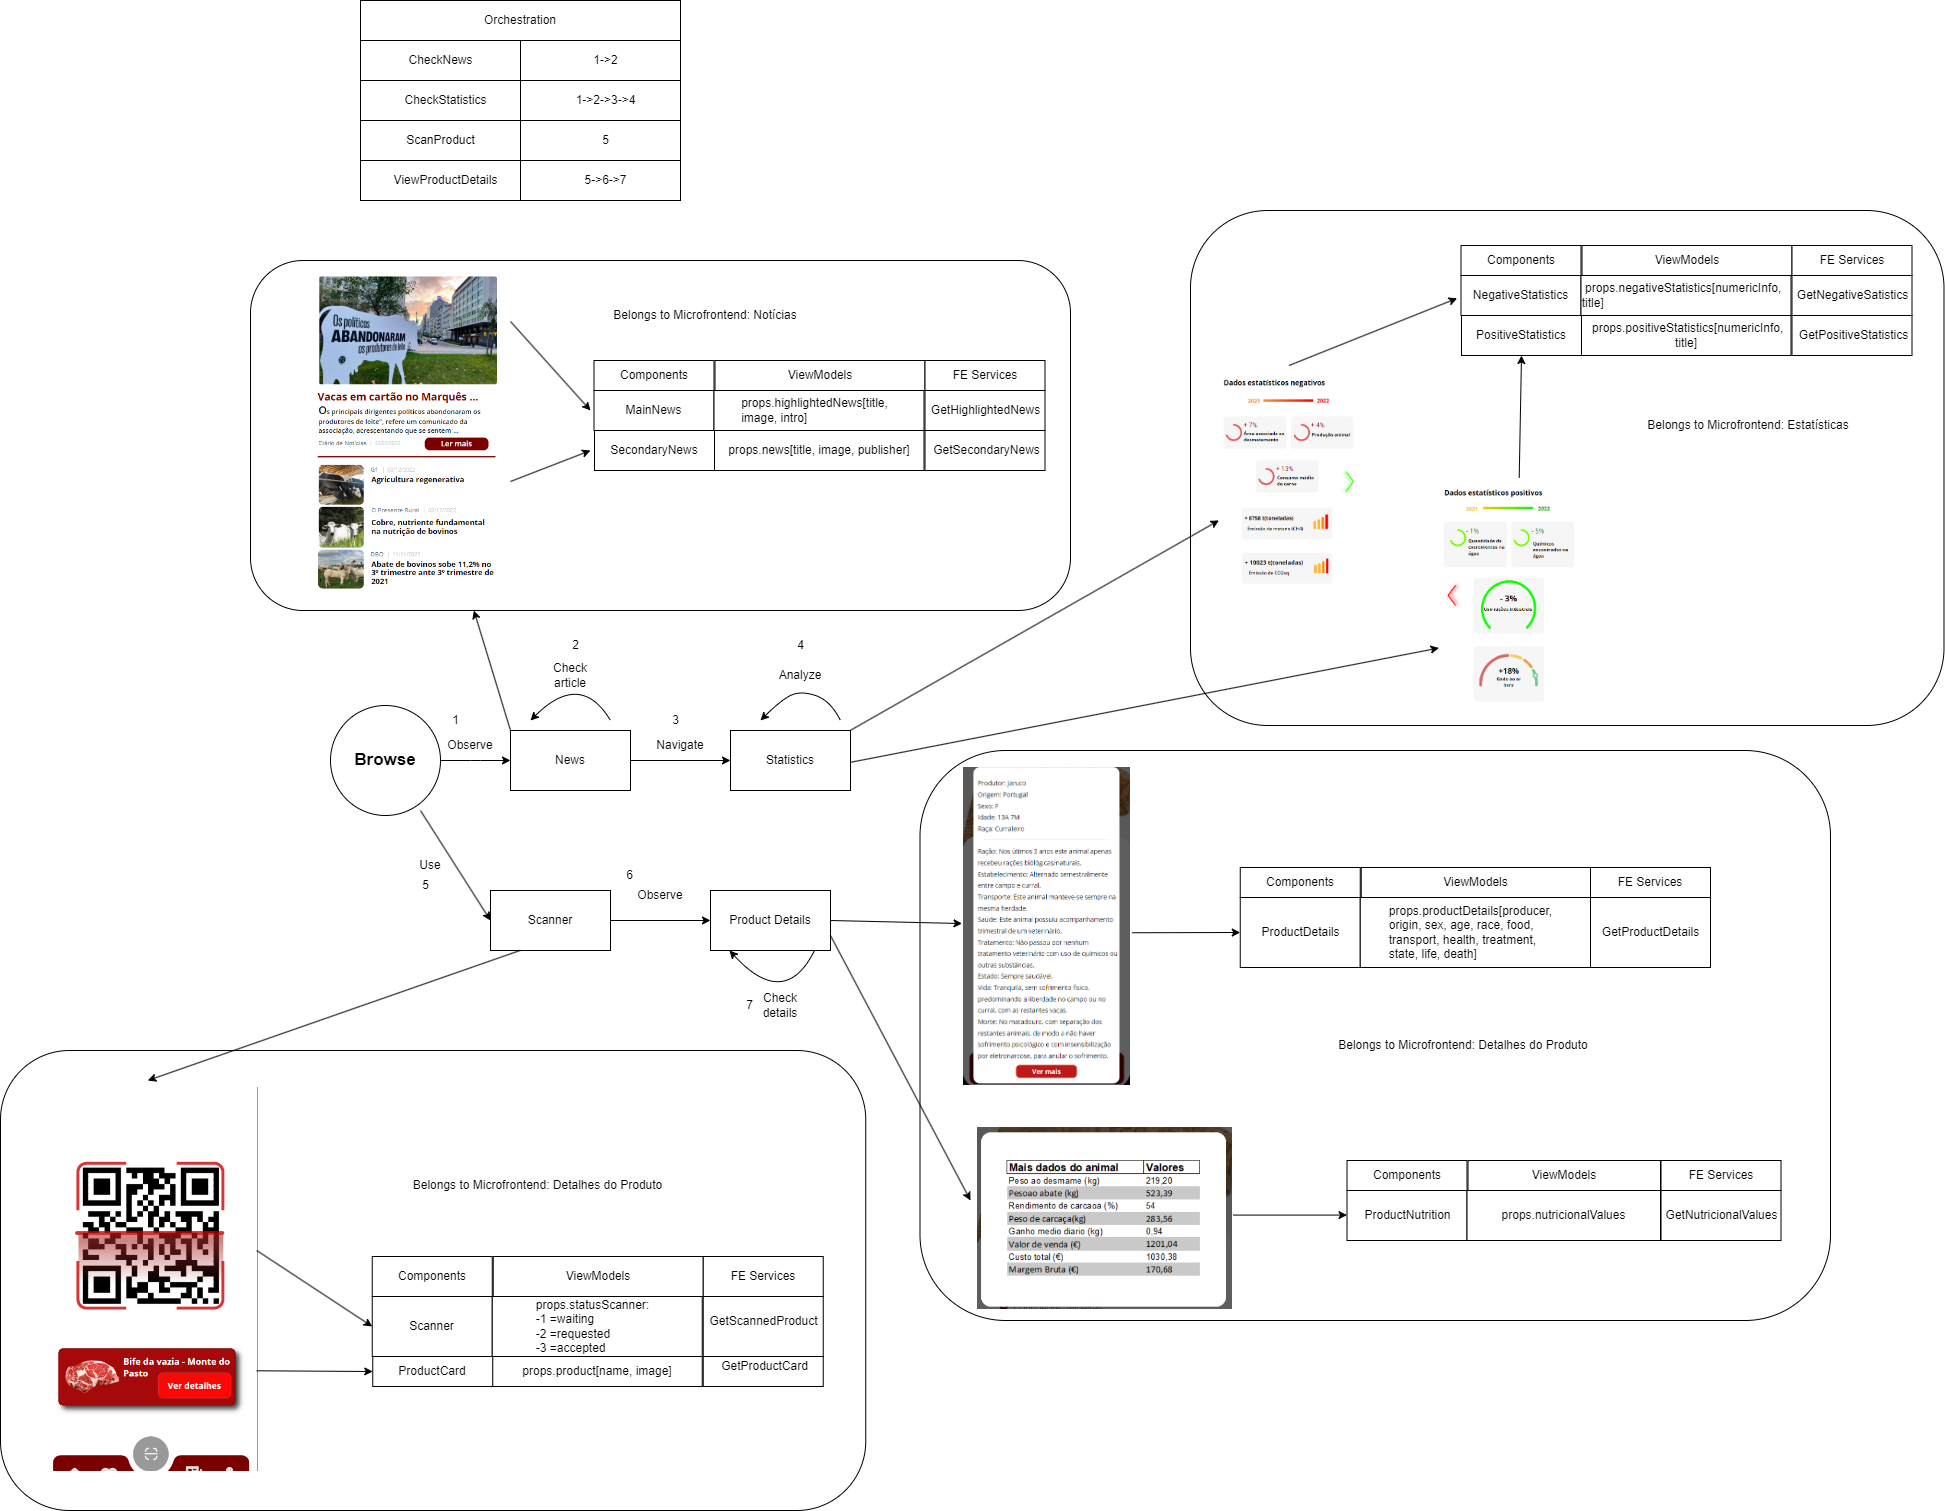 Orchestration
CheckNews 1->2
CheckStatistics 1->2->3->4
ScanProduct 5
ViewProductDetails 5->6->7
Os políticos
ABANDONARAM
os produtores de leite
Vacas em cartão no Marquês ...
Os principais dirigentes políticos abandonaram os
produtores de leite", refere um comunicado da
associação, acrescentando que se sentem ...
Diário de Notícias |
Ler mais
G1 | 03/12/2022
Agricultura regenerativa
O Presente Rural | 02/12/2022
Cobre, nutriente fundamental
na nutrição de bovinos
DBO | 11/11/2022
Abate de bovinos sobe 11,2% no
3º trimestre ante 3º trimestre de
2021
Belongs to Microfrontend: Notícias
Components ViewModels FE Services
MainNews props.highlightedNews[title,
image, intro] GetHighlightedNews
SecondaryNews props.news[title, image, publisher] GetSecondaryNews
Components ViewModels FE Services
NegativeStatistics props.negativeStatistics[numericInfo,
title] GetNegativeSatistics
PositiveStatistics props.positiveStatistics[numericInfo,
title] GetPositiveStatistics
Belongs to Microfrontend: Estatísticas
Dados estatísticos negativos
2021 2022
+ 7%
Área associada ao
desmatamento
+ 4%
Produção animal
+ 13%
Consumo médio
de carne
+ 8758 t(toneladas)
Emissão de metano (CH4)
+ 10023 t(toneladas)
Emissão de CO2eq
Dados estatísticos positivos
2021 2022
- 1%
Quantidade de
excrementos na
água
- 5%
Químicos
encontrados na
água
- 3%
Uso rações industriais
+18%
Gado ao ar
livre
Browse
1
Observe
News
2
Check
article
3
Navigate
Statistics
4
Analyze
Use
5
Scanner
6
Observe
Product Details
7 Check
details
Produtor: Jaruco
Origem: Portugal
Sexo: F
Idade: 13A 7M
Raça: Curraleiro
Ração: Nos útimos 3 anos este animal apenas
recebeu rações biológicas/naturais.
Estabelecimento: Alternado semestralmente
entre campo e curral.
Transporte: Este animal manteve-se sempre na
mesma herdade.
Saúde: Este animal possuiu acompanhamento
trimestral de um veterinário.
Tratamento: Não passou por nenhum
tratamento veterinário com uso de químicos ou
outras substâncias.
Estado: Sempre saudável.
Vida: Tranquila, sem sofrimento físico,
predominando a liberdade no campo ou no
curral, com as restantes vacas.
Morte: No matadouro, com separação dos
restantes animais, de modo a não haver
sofrimento psicológico e com insensibilização
por eletronarcose, para anular o sofrimento.
Ver mais
Components ViewModels FE Services
ProductDetails props.productDetails[producer,
origin, sex, age, race, food,
transport, health, treatment,
state, life, death] GetProductDetails
Belongs to Microfrontend: Detalhes do Produto
Mais dados do animal Valores
Peso ao desmame (kg) 219,20
Pesoao abate (kg) 523,39
Rendimento de carcaoa (%) 54
Peso de carcaça(kg) 283,56
Ganho medio diario (kg) 0,94
Valor de venda (€) 1201,04
Custo total (€) 1030,38
Margem Bruta (€) 170,68
Components ViewModels FE Services
ProductNutrition props.nutricionalValues GetNutricionalValues
Belongs to Microfrontend: Detalhes do Produto
Components ViewModels FE Services
Scanner props.statusScanner:
-1 =waiting
-2 =requested
-3 =accepted GetScannedProduct
ProductCard props.product[name, image] GetProductCard
Bife da vazia - Monte do
Pasto
Ver detalhes